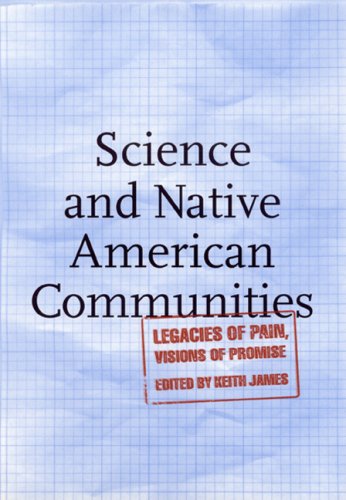 Science
and Native
American
Communities
LEGACIES OF PAIN,
VISIONS OF PROMISE
EDITED BY KEITH JAMES